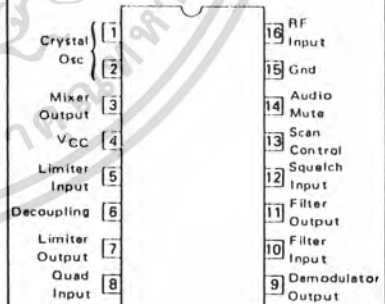 Crystal
Osc
1
2
Mixer
Output
3
VCC
4
Limiter
Input
5
Decoupling
6
Limiter
Output
7
Quad
Input
8
16
RF
Input
15
Gnd
14
Audio
Mute
13
Scan
Control
12
Squelch
Input
11
Filter
Output
10
Filter
Input
9
Demodulator
Output